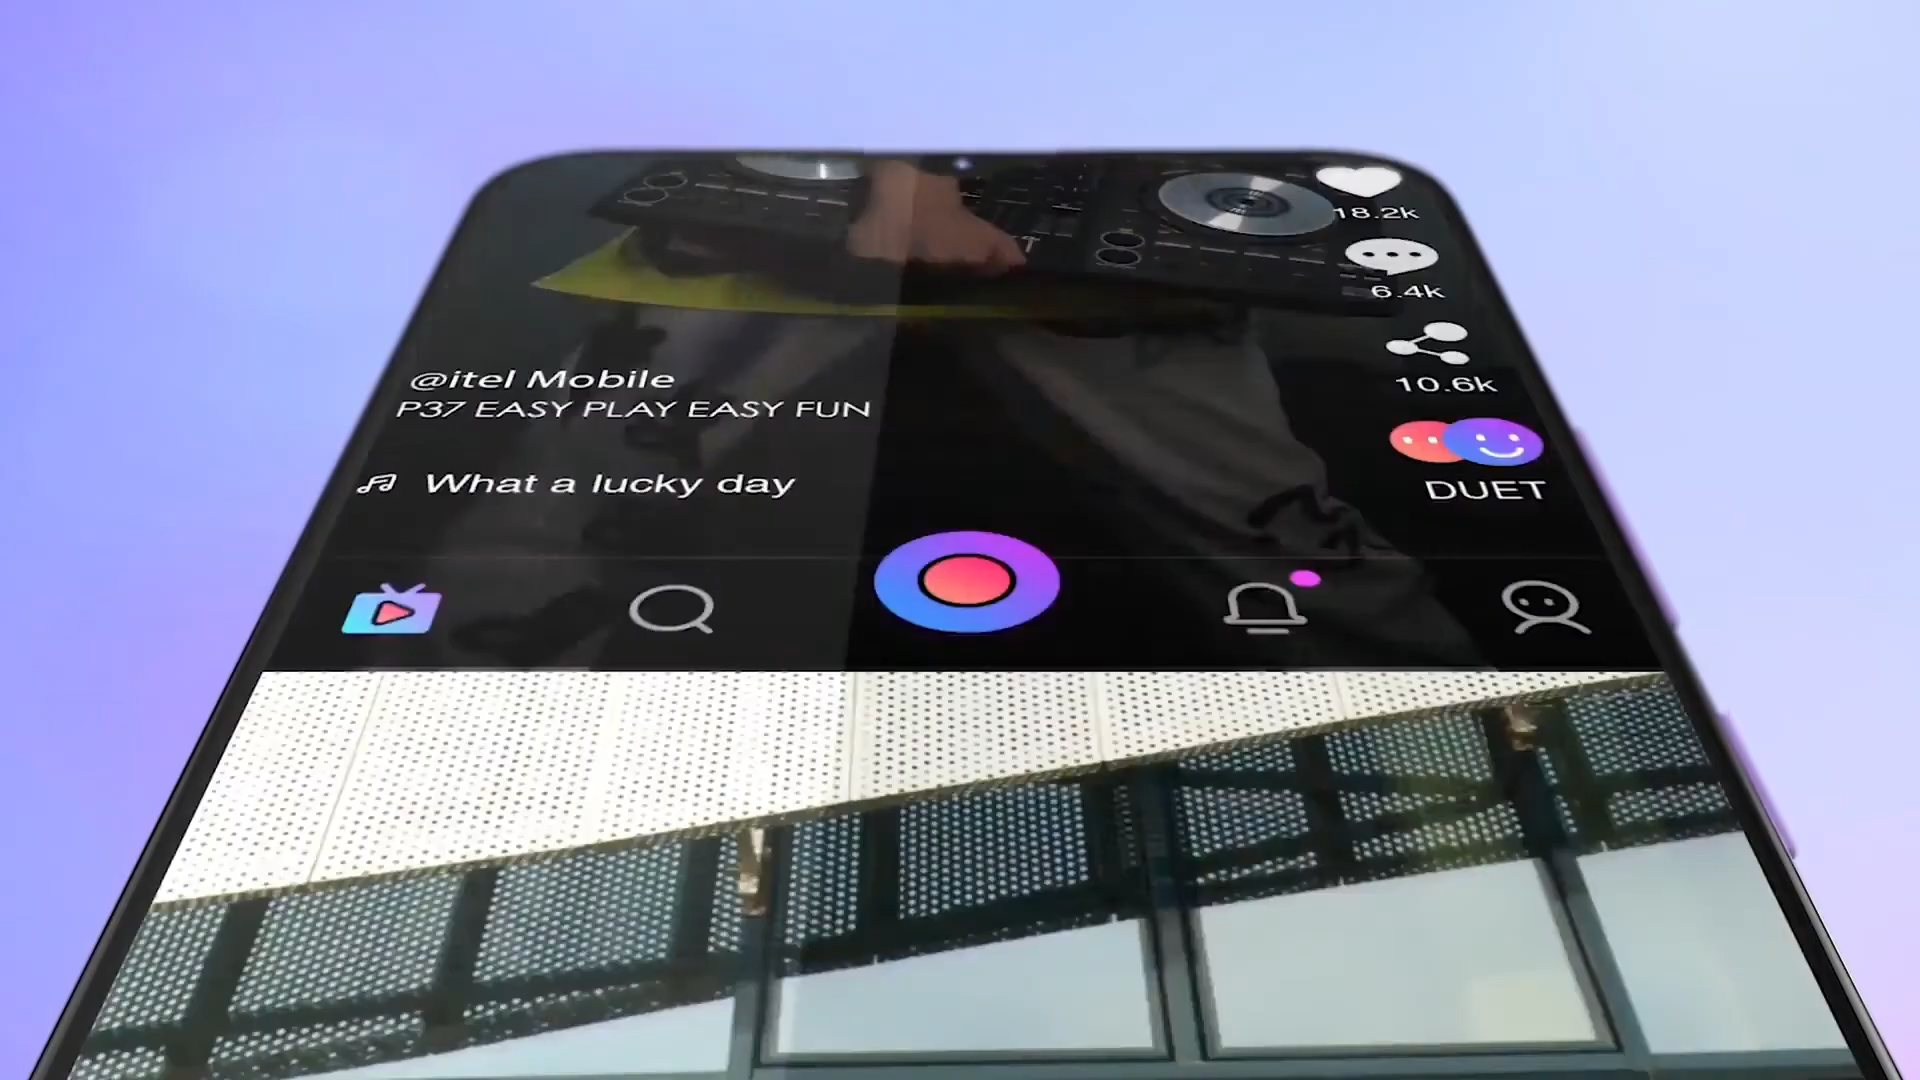 18.2k
6.4k
10.6k
@itel Mobile
P37 EASY PLAY EASY FUN
What a lucky day
DUET